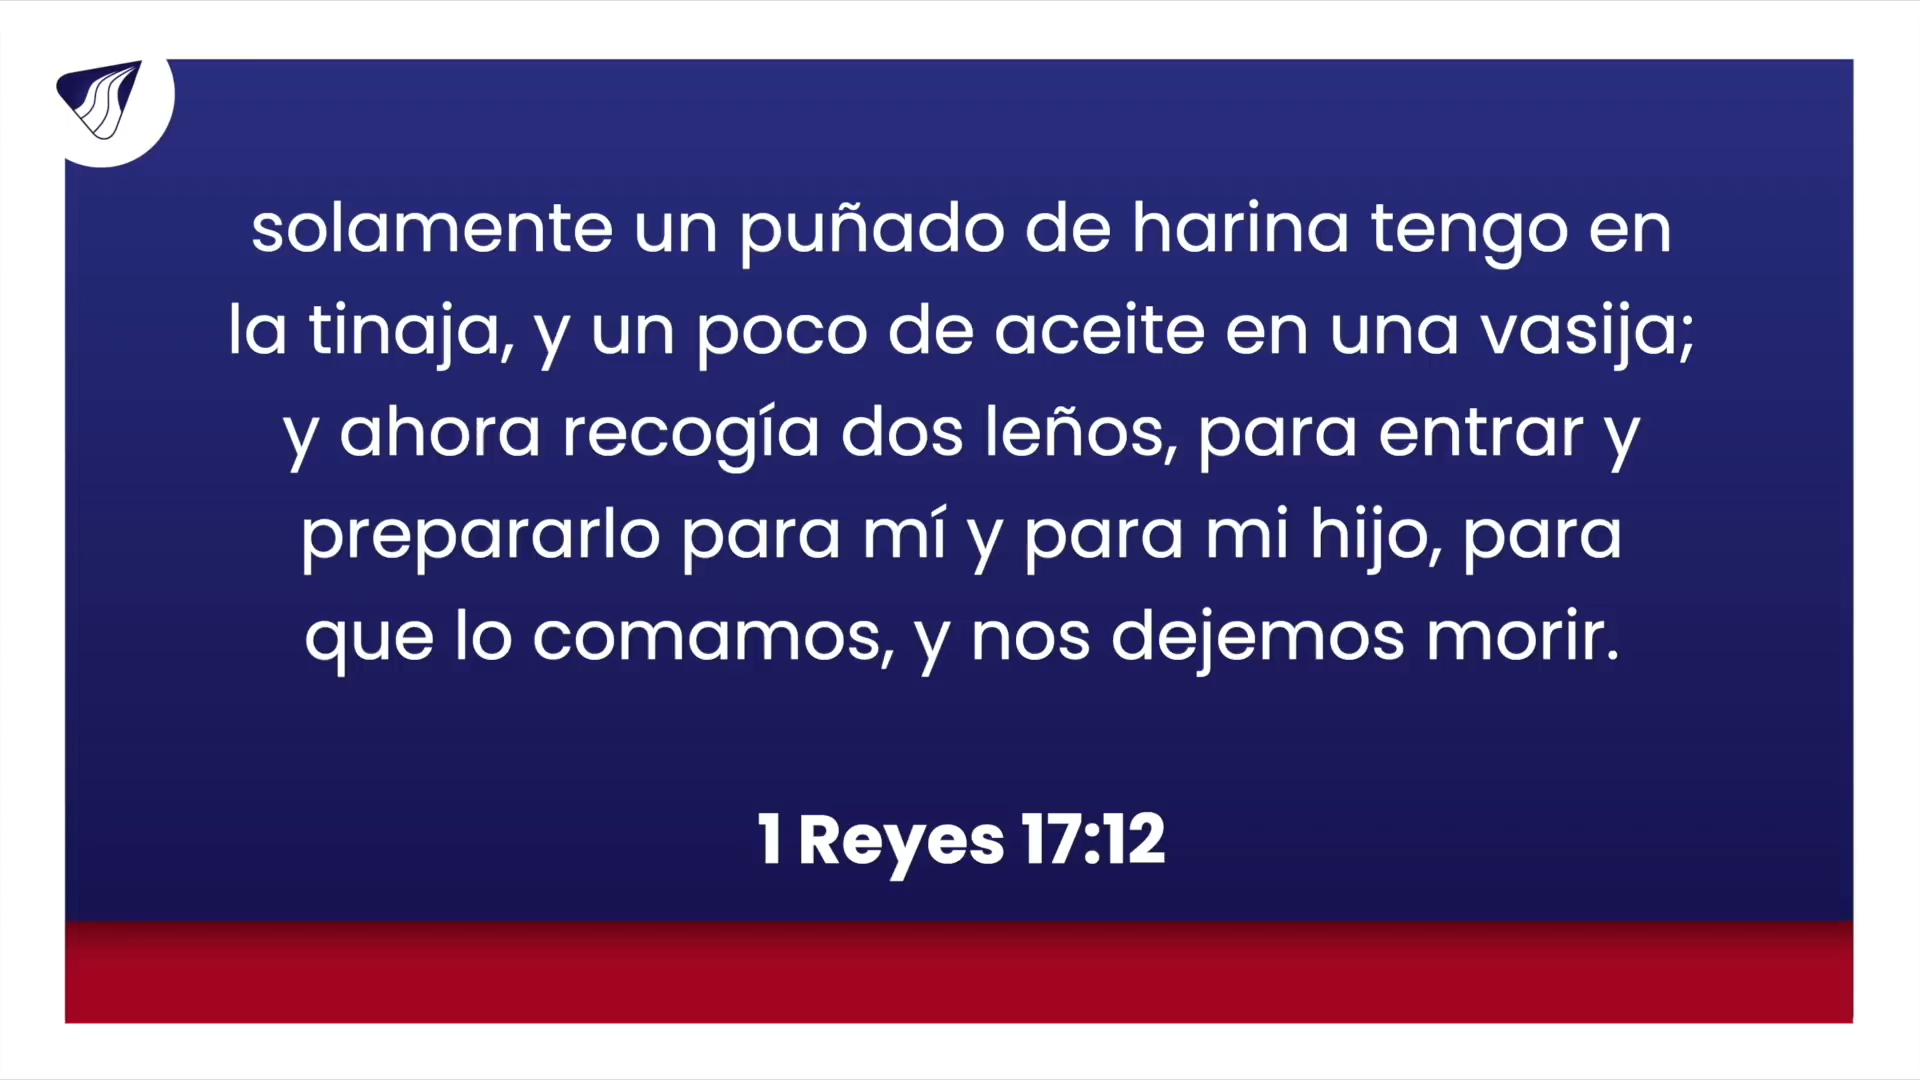 solamente un puñado de harina tengo en
la tinaja, y un poco de aceite en una vasija;
y ahora recogía dos leños, para entrar y
prepararlo para mí y para mi hijo, para
que lo comamos, y nos dejemos morir.
1 Reyes 17:12